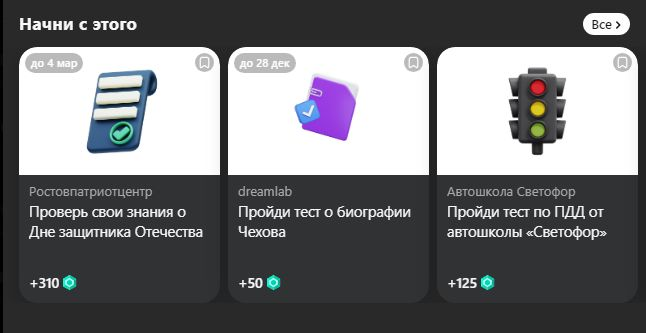 Начни с этого
Все
до 4 мар
Ростовпатриотцентр
Проверь свои знания о
Дне защитника Отечества
+310
до 28 дек
dreamlab
Пройди тест о биографии
Чехова
+50
Автошкола Светофор
Пройди тест по ПДД от
автошколы «Светофор»
+125